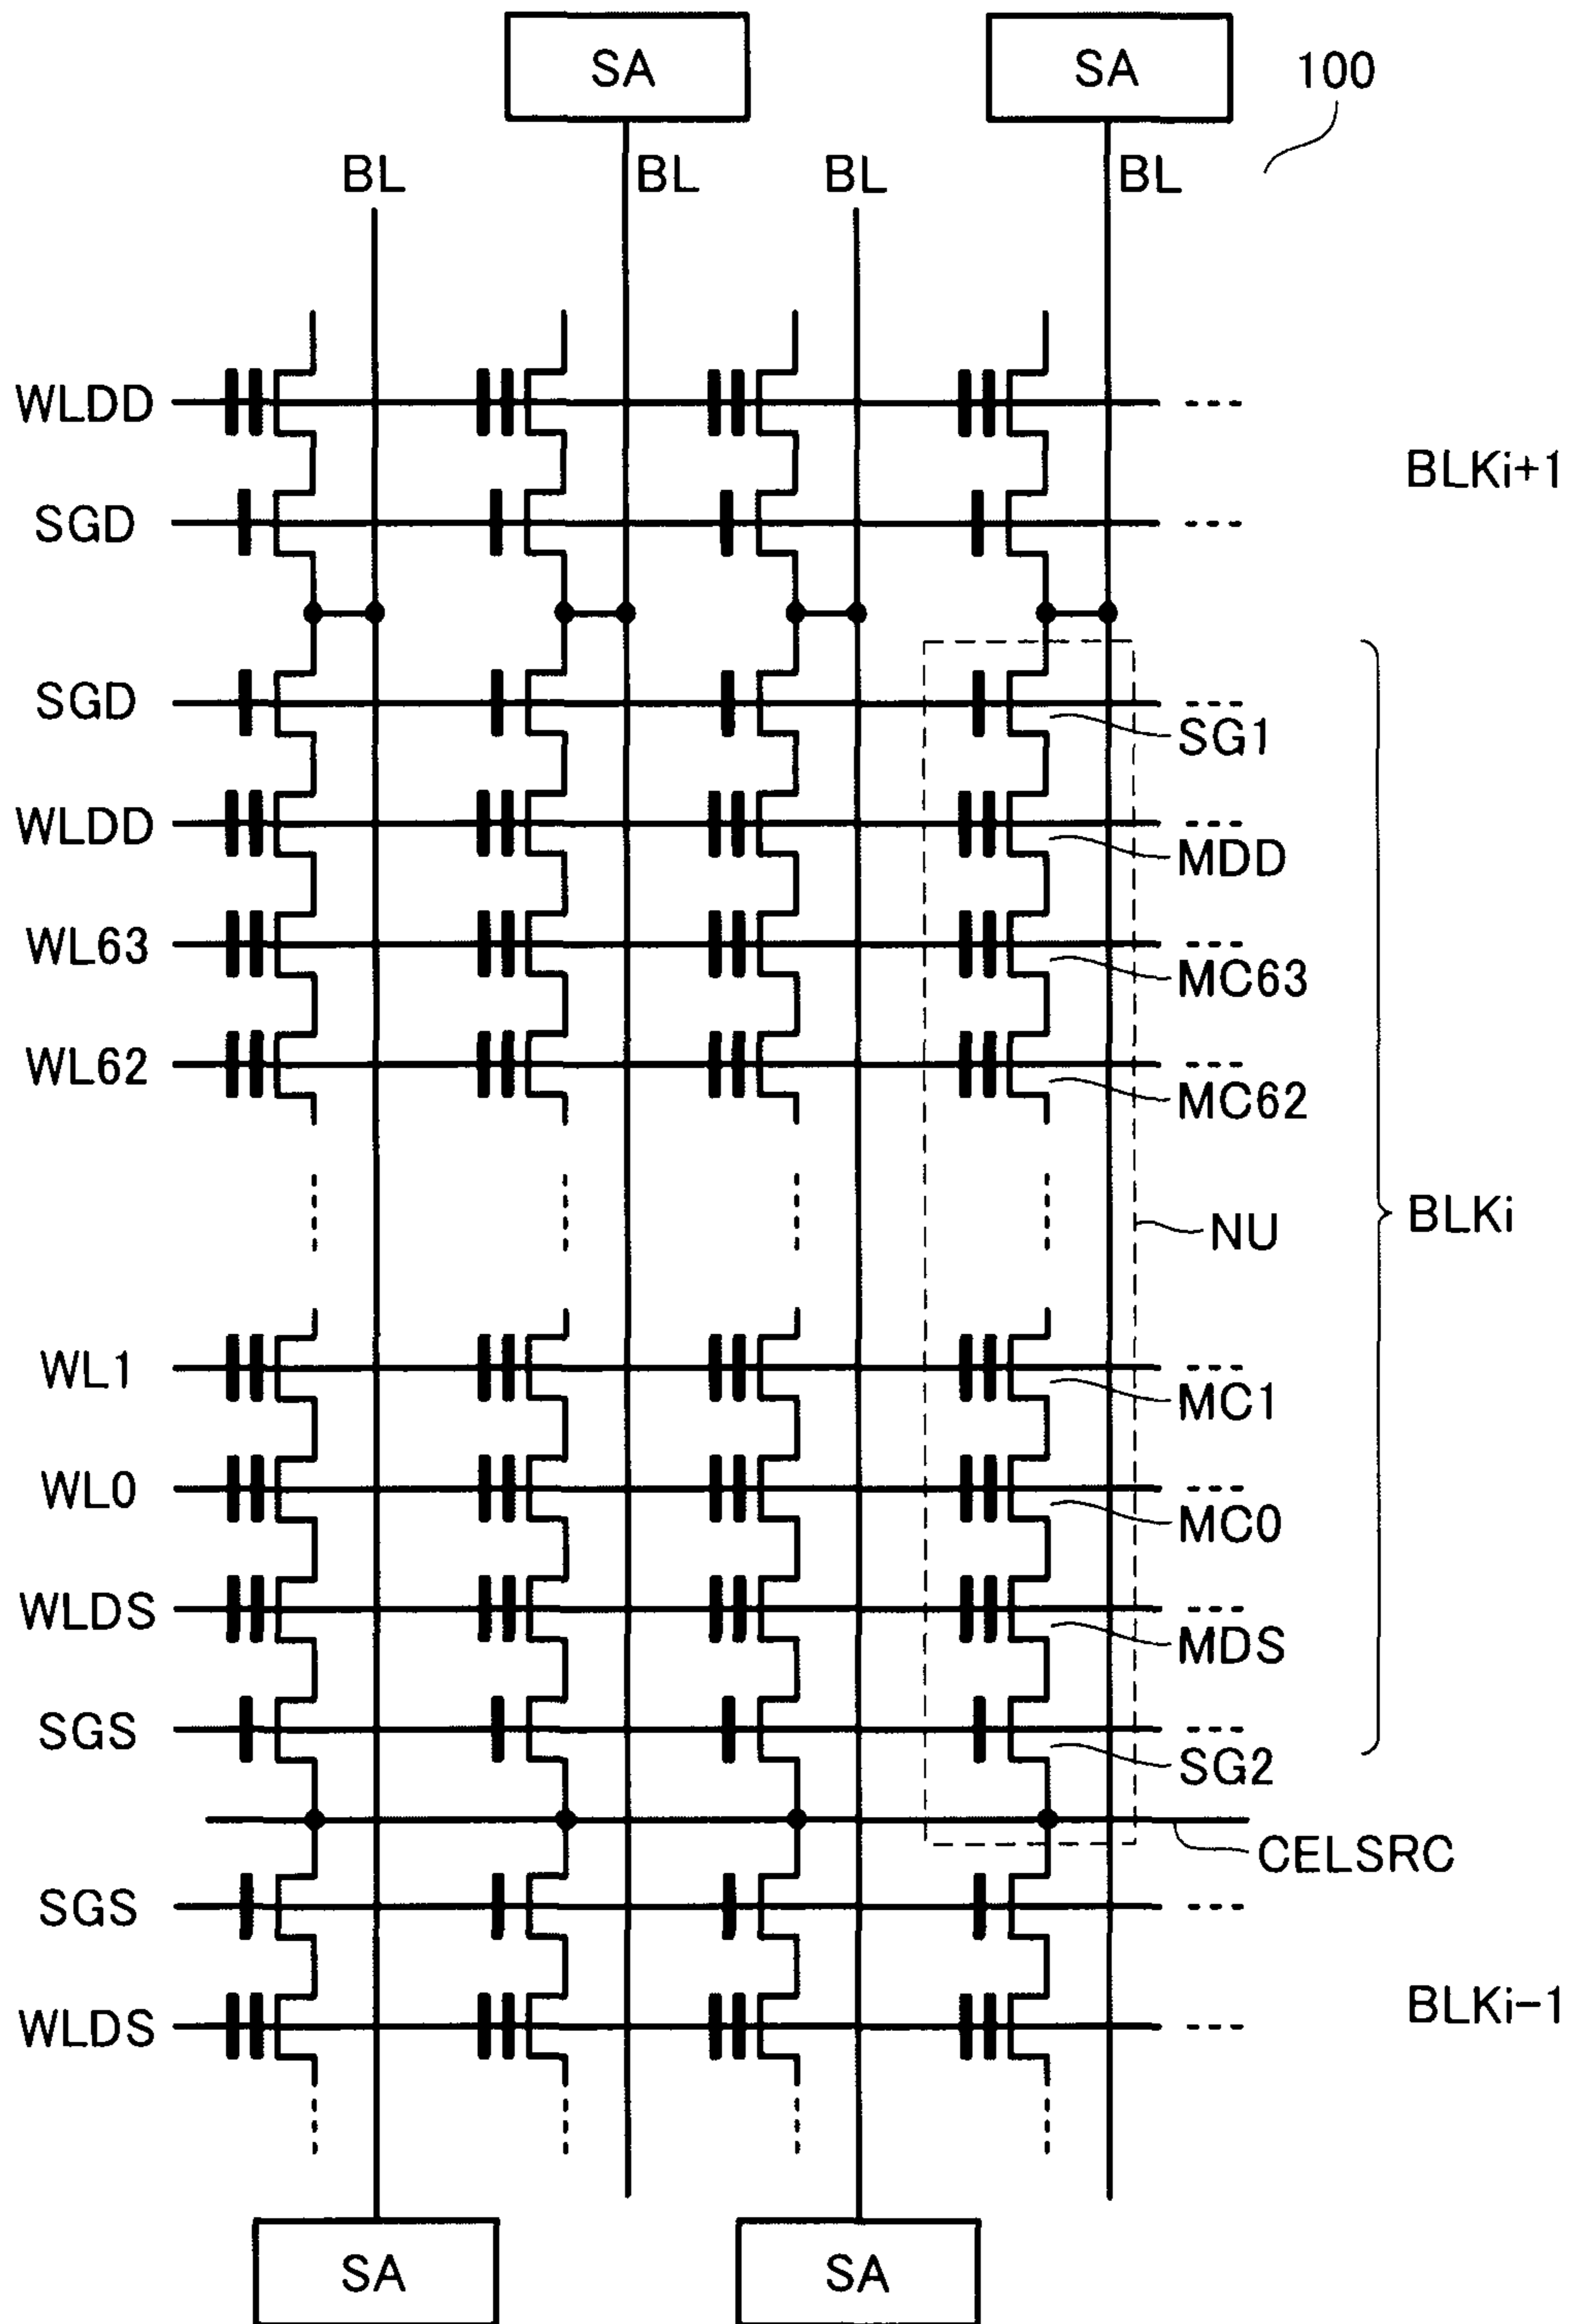 SA
SA
100
BL
BL
BL
BL
WLDD
BLKi+1
SGD
SGD
SG1
WLDD
MDD
WL63
MC63
WL62
MC62
BLKi
NU
WL1
MC1
WL0
MC0
WLDS
MDS
SGS
SG2
CELSRC
SGS
BLKi-1
WLDS
SA
SA